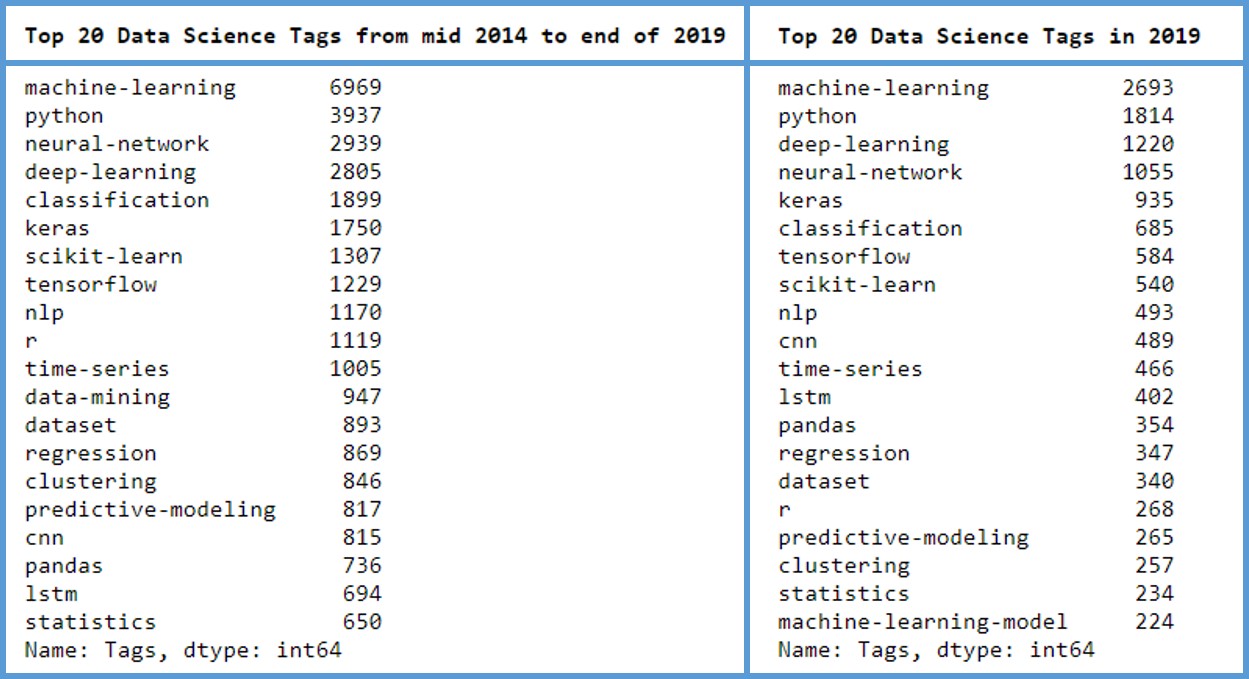 Top 20 Data Science Tags from mid 2014 to end of 2019
machine-learning 6969
python 3937
neural-network 2939
deep-learning 2805
classification 1899
keras 1750
scikit-learn 1307
tensorflow 1229
nlp 1170
r 1119
time-series 1005
data-mining 947
dataset 893
regression 869
clustering 846
predictive-modeling 817
cnn 815
pandas 736
lstm 694
statistics 650
Name: Tags, dtype: int64
Top 20 Data Science Tags in 2019
machine-learning 2693
python 1814
deep-learning 1220
neural-network 1055
keras 935
classification 685
tensorflow 584
scikit-learn 540
nlp 493
cnn 489
time-series 466
lstm 402
pandas 354
regression 347
dataset 340
r 268
predictive-modeling 265
clustering 257
statistics 234
machine-learning-model 224
Name: Tags, dtype: int64